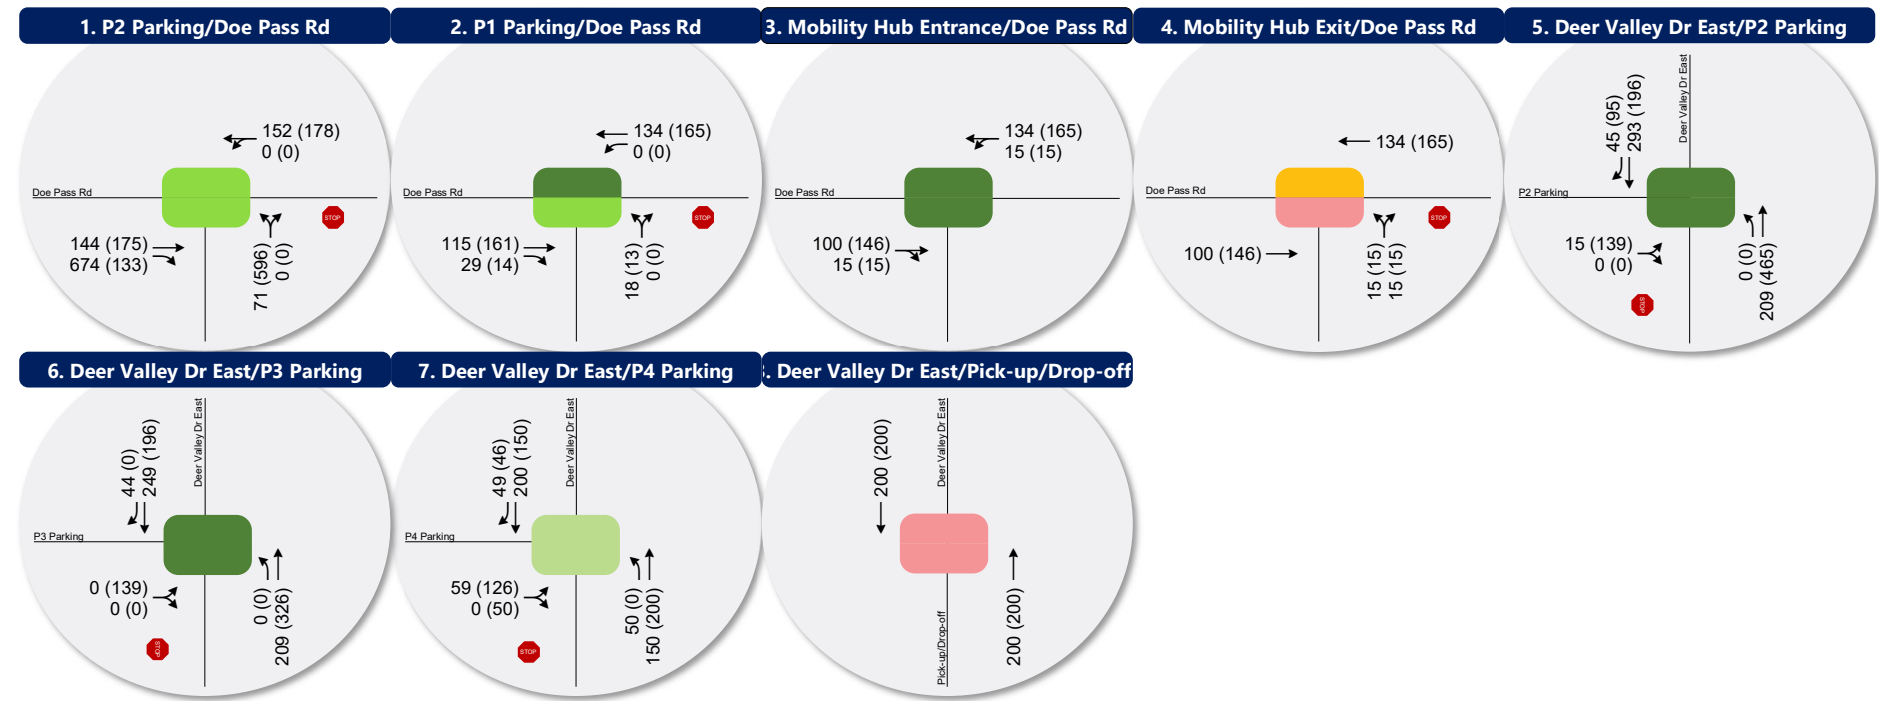 1. P2 Parking/Doe Pass Rd
152 (178)
0 (0)
Doe Pass Rd
STOP
144 (175)
674 (133)
71 (596)
0 (0)
2. P1 Parking/Doe Pass Rd
134 (165)
0 (0)
Doe Pass Rd
STOP
115 (161)
29 (14)
18 (13)
0 (0)
3. Mobility Hub Entrance/Doe Pass Rd
134 (165)
15 (15)
Doe Pass Rd
100 (146)
15 (15)
4. Mobility Hub Exit/Doe Pass Rd
134 (165)
Doe Pass Rd
STOP
100 (146)
15 (15)
15 (15)
5. Deer Valley Dr East/P2 Parking
45 (95)
293 (196)
Deer Valley Dr East
P2 Parking
15 (139)
0 (0)
STOP
0 (0)
209 (465)
6. Deer Valley Dr East/P3 Parking
44 (0)
249 (196)
Deer Valley Dr East
P3 Parking
0 (139)
0 (0)
STOP
0 (0)
209 (326)
7. Deer Valley Dr East/P4 Parking
49 (46)
200 (150)
Deer Valley Dr East
P4 Parking
59 (126)
0 (50)
STOP
50 (0)
150 (200)
. Deer Valley Dr East/Pick-up/Drop-off
200 (200)
Deer Valley Dr East
Pick-up/Drop-off
200 (200)